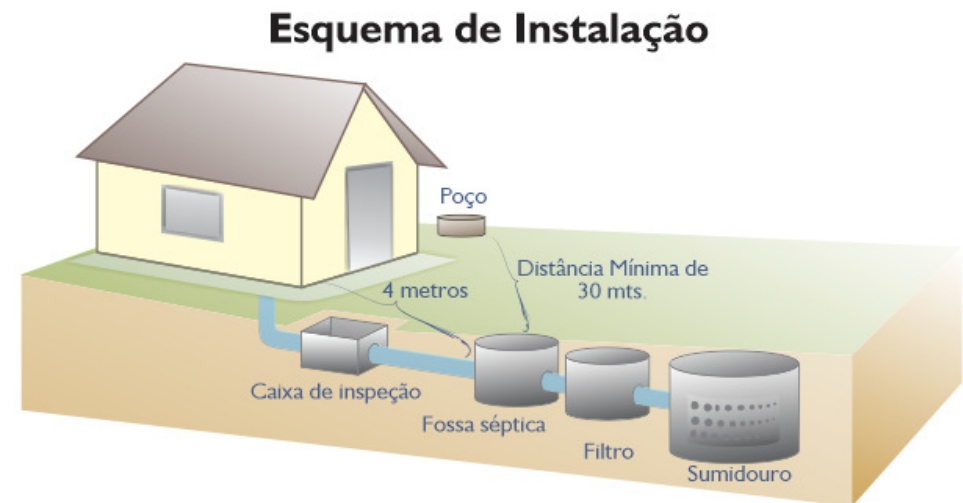 Esquema de Instalação
Poço
Distância Mínima de
30 mts.
4 metros
Caixa de inspeção
Fossa séptica
Filtro
Sumidouro